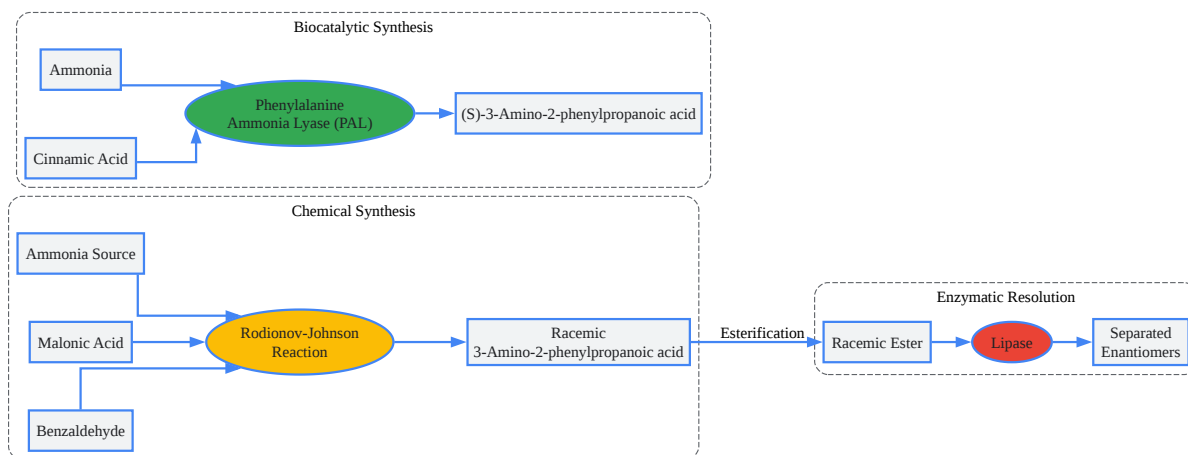 Biocatalytic Synthesis
Ammonia
Phenylalanine
Ammonia Lyase (PAL)
(S)-3-Amino-2-phenylpropanoic acid
Cinnamic Acid
Chemical Synthesis
Ammonia Source
Malonic Acid
Benzaldehyde
Rodionov-Johnson
Reaction
Racemic
3-Amino-2-phenylpropanoic acid
Esterification
Enzymatic Resolution
Racemic Ester
Lipase
Separated
Enantiomers